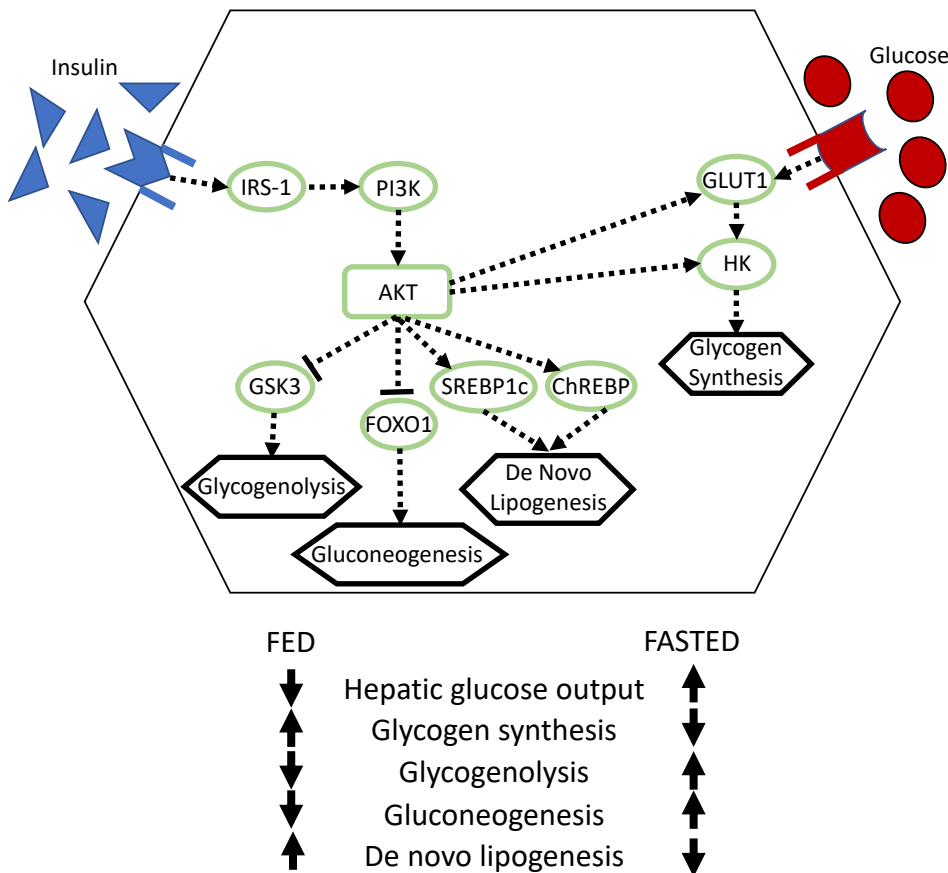 Insulin
Glucose
IRS-1
PI3K
GLUT1
HK
AKT
Glycogen
Synthesis
GSK3
SREBP1c
ChREBP
FOXO1
Glycogenolysis
De Novo
Lipogenesis
Gluconeogenesis
FED
FASTED
Hepatic glucose output
Glycogen synthesis
Glycogenolysis
Gluconeogenesis
De novo lipogenesis